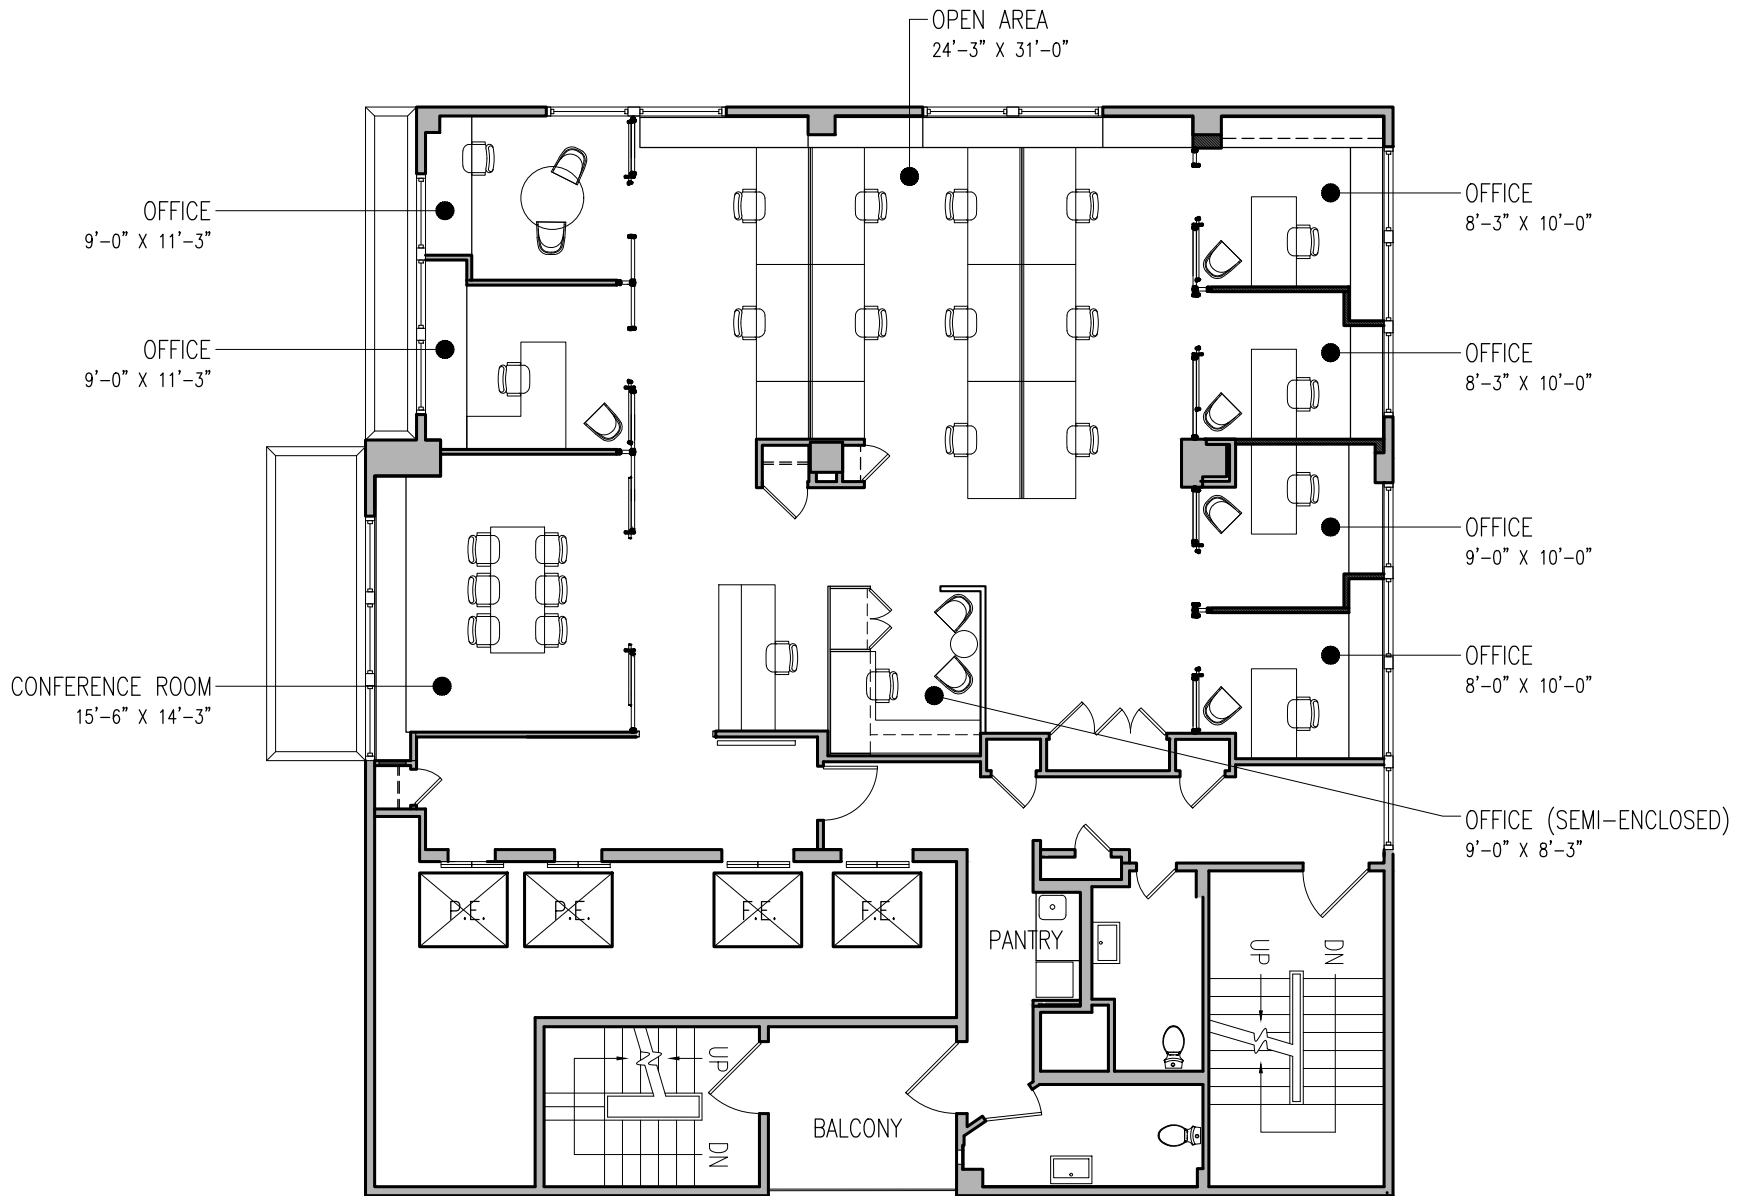 OPEN AREA
24'-3" X 31'-0"
OFFICE
9'-0" X 11'-3"
OFFICE
8'-3" X 10'-0"
OFFICE
9'-0" X 11'-3"
OFFICE
8'-3" X 10'-0"
OFFICE
9'-0" X 10'-0"
CONFERENCE ROOM
15'-6" X 14'-3"
OFFICE
8'-0" X 10'-0"
OFFICE (SEMI-ENCLOSED)
9'-0" X 8'-3"
P.E.
P.E.
F.E.
F.E.
PANTRY
UP
DN
UP
DN
BALCONY